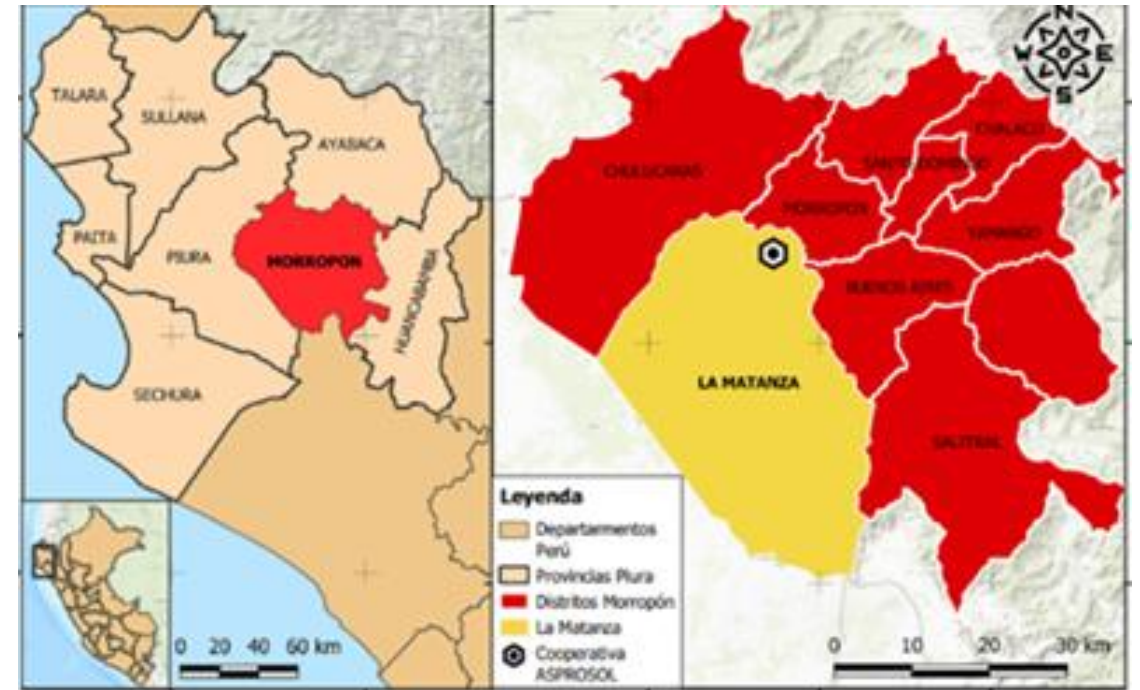 TALARA
SULLANA
AYABACA
PAITA
PIURA
MORROPON
HUANCABAMBA
SECHURA
0 20 40 60 km
N
W E
S
CHULUCANAS
CHALACO
SANTO DOMINGO
MORROPON
YAMANGO
BUENOS AIRES
LA MATANZA
SALITRAL
Leyenda
Departamentos
Perú
Provincias Piura
Distritos Morropón
La Matanza
Cooperativa
ASPROSOL
0 10 20 30 km